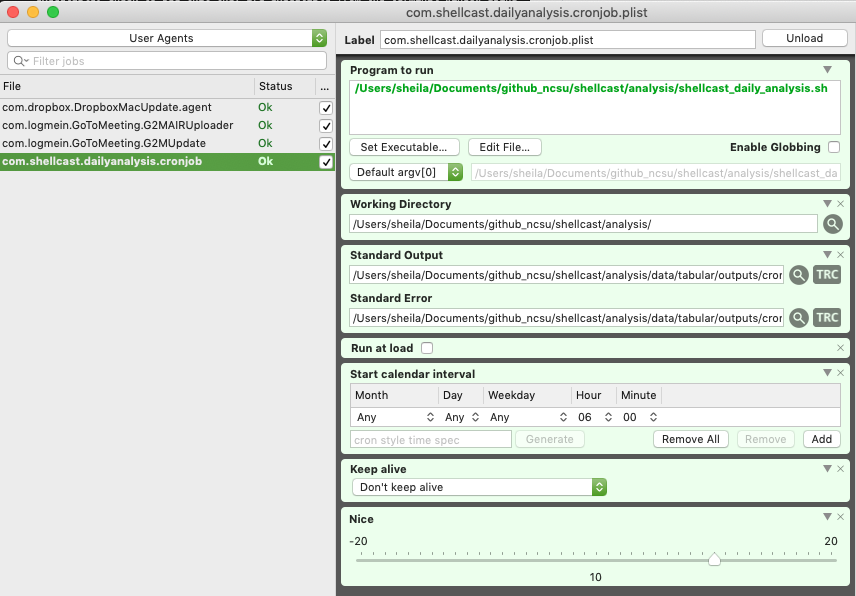 com.shellcast.dailyanalysis.cronjob.plist
User Agents
Filter jobs
File Status ...
com.dropbox.DropboxMacUpdate.agent Ok
com.logmein.GoToMeeting.G2MAIRUploader Ok
com.logmein.GoToMeeting.G2MUpdate Ok
com.shellcast.dailyanalysis.cronjob Ok
Label com.shellcast.dailyanalysis.cronjob.plist Unload
Program to run
/Users/sheila/Documents/github_ncsu/shellcast/analysis/shellcast_daily_analysis.sh
Set Executable... Edit File... Enable Globbing
Default argv[0] /Users/sheila/Documents/github_ncsu/shellcast/analysis/shellcast_da
Working Directory
/Users/sheila/Documents/github_ncsu/shellcast/analysis/
Standard Output
/Users/sheila/Documents/github_ncsu/shellcast/analysis/data/tabular/outputs/cror TRC
Standard Error
/Users/sheila/Documents/github_ncsu/shellcast/analysis/data/tabular/outputs/cror TRC
Run at load
Start calendar interval
Month Day Weekday Hour Minute
Any Any Any 06 00
cron style time spec Generate Remove All Remove Add
Keep alive
Don't keep alive
Nice
-20 20
10